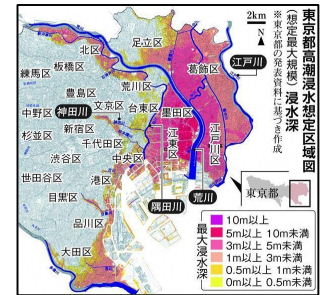 東京都高潮浸水想定区域図
(想定最大規模)浸水深
※東京都の発表資料に基づき作成
2km
N
足立区
北区
板橋区
練馬区
葛飾区
江戸川
荒川区
豊島区
文京区
台東区
墨田区
神田川
中野区
新宿区
江東区
江戸川区
杉並区
千代田区
渋谷区
中央区
世田谷区
港区
目黒区
隅田川
荒川
品川区
大田区
東京都
最大浸水深
10m以上
5m以上 10m未満
3m以上 5m未満
1m以上 3m未満
0.5m以上 1m未満
0m以上 0.5m未満